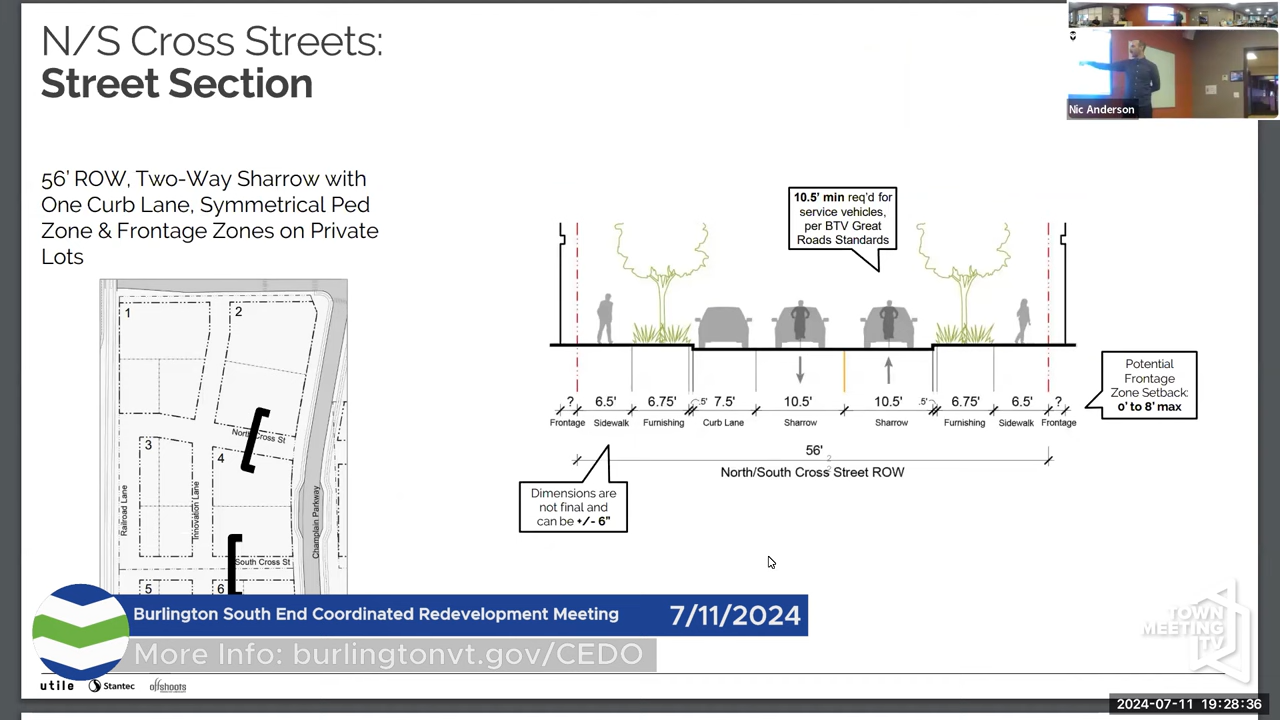 N/S Cross Streets:
Street Section
Nic Anderson
56' ROW, Two-Way Sharrow with
One Curb Lane, Symmetrical Ped
Zone & Frontage Zones on Private
Lots
10.5' min req'd for
service vehicles,
per BTV Great
Roads Standards
1
2
North Cross St
3
4
Railroad Lane
Innovation Lane
Champlain Parkway
South Cross St
5
6
? 6.5' 6.75' .5' 7.5' 10.5' 10.5' .5' 6.75' 6.5' ?
Frontage Sidewalk Furnishing Curb Lane Sharrow Sharrow Furnishing Sidewalk Frontage
56'
North/South Cross Street ROW
Potential
Frontage
Zone Setback:
0' to 8' max
Dimensions are
not final and
can be +/- 6"
Burlington South End Coordinated Redevelopment Meeting 7/11/2024
More Info: burlingtonvt.gov/CEDO
TOWN
MEETING
TV
utile Stantec offshoots
2024-07-11 19:28:36